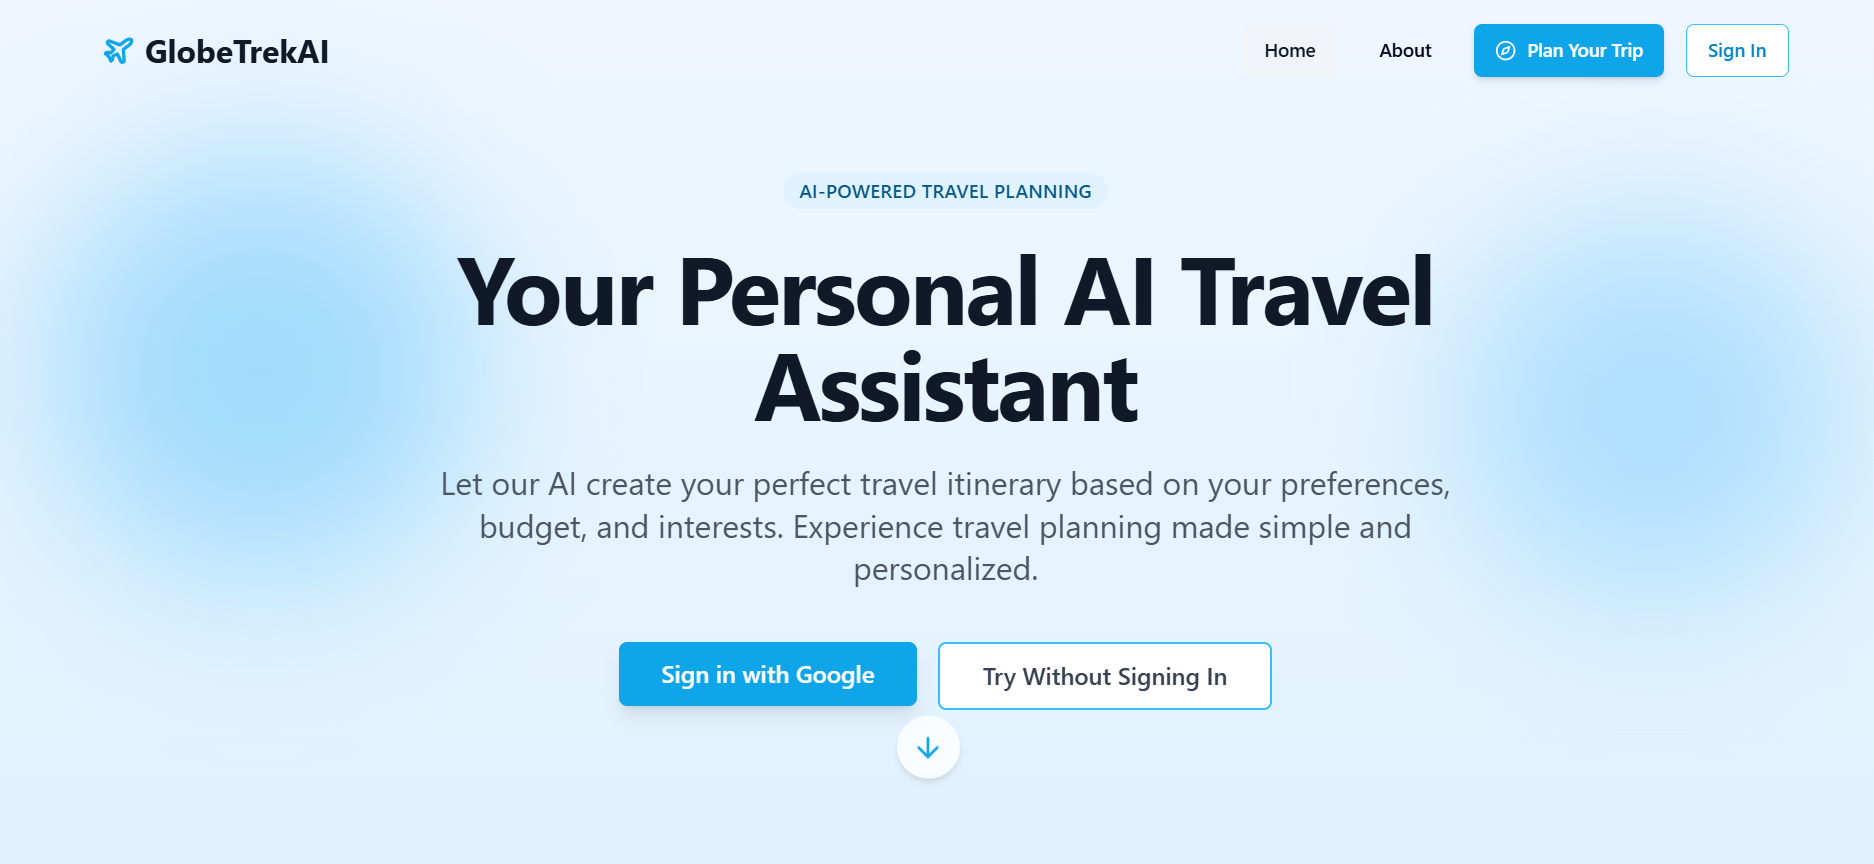 GlobeTrekAI
Home
About
Plan Your Trip
Sign In
AI-POWERED TRAVEL PLANNING
Your Personal AI Travel
Assistant
Let our AI create your perfect travel itinerary based on your preferences,
budget, and interests. Experience travel planning made simple and
personalized.
Sign in with Google
Try Without Signing In